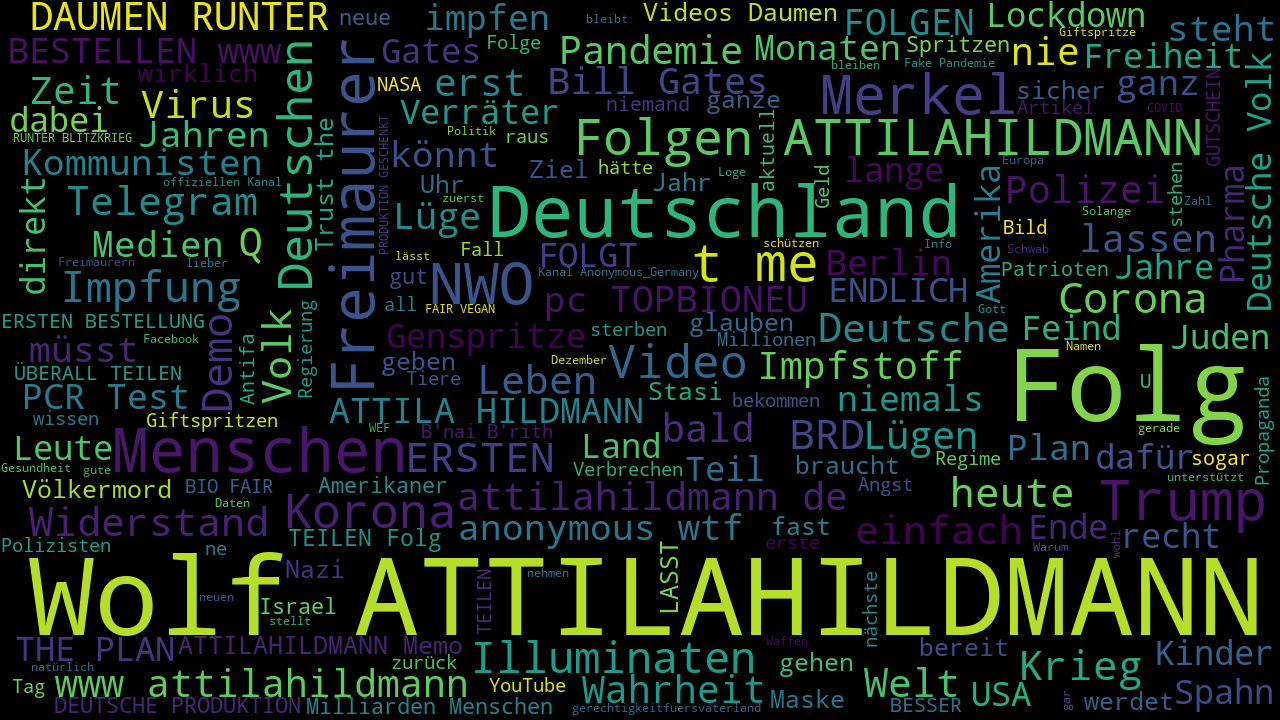 DAUMEN RUNTER
neue
impfen
bleibt
Videos Daumen
FOLGEN
Lockdown
Giftspritze
steht
BESTELLEN www
Deutschen
Freimaurer
Gates
Folge
Pandemie
Monaten
Spritzen
nie
Freiheit
Deutsche Volk
wirklich
NASA
erst
Bill Gates
bleiben
Fake Pandemie
Merkel
sicher
ganz
GUTSCHEIN
Zeit
Virus
Verräter
niemand
ganze
Artikel
COVID
dabei
RUNTER BLITZKRIEG
Jahren
Trust the
PRODUKTION GESCHENKT
Politik
raus
Folgen
ATTILAHILDMANN
aktuell
Kommunisten
könnt
Ziel
hätte
Loge
Geld
lange
Amerika
Europa
Polizei
stehen
Pharma
offiziellen Kanal
Uhr
zuerst
Jahr
Zahl
direkt
Telegram
Lüge
Deutschland
Solange
Medien
Q
lässt
Fall
FOLGT
schützen
t me
Berlin
Info
Bild
Schwab
lassen
Freimaurern
lieber
gut
NWO
Kanal Anonymous_Germany
Patrioten
Jahre
Impfung
all
FAIR VEGAN
pc TOPBIONEU
ENDLICH
Gott
Corona
ERSTEN BESTELLUNG
Demo
Volk
Regierung
Genspritze
sterben
glauben
Millionen
Deutsche
Feind
Juden
müsst
Facebook
Antifa
geben
Tiere
Dezember
Video
Impfstoff
Namen
Folg
ÜBERALL TEILEN
Leben
Stasi
niemals
U
Propaganda
PCR Test
wissen
Giftspritzen
ATTILA HILDMANN
bekommen
WEF
B'nai B'rith
bald
BRD
Lügen
gerade
Leute
Menschen
ERSTEN
Land
Plan
dafür
sogar
Gesundheit
gute
Verbrechen
Teil
braucht
Regime
unterstützt
Völkermord
BIO FAIR
Amerikaner
Angst
Daten
Korona
attilahildmann de
heute
Trump
Widerstand
anonymous wtf
fast
einfach
Ende
recht
Polizisten
ne
TEILEN Folg
erste
Warum
wohl
Wolf ATTILAHILDMANN
Nazi
TEILEN
nehmen
LASST
nächste
neuen
Israel
stellt
THE PLAN
ATTILAHILDMANN Memo
Waffen
bereit
natürlich
zurück
Illuminaten
gehen
Krieg
Kinder
Tag
www attilahildmann
YouTube
Wahrheit
Maske
Welt
USA
gar
werdet
Spahn
DEUTSCHE PRODUKTION
Milliarden Menschen
gerechtigkeitfuersvaterland
BESSER